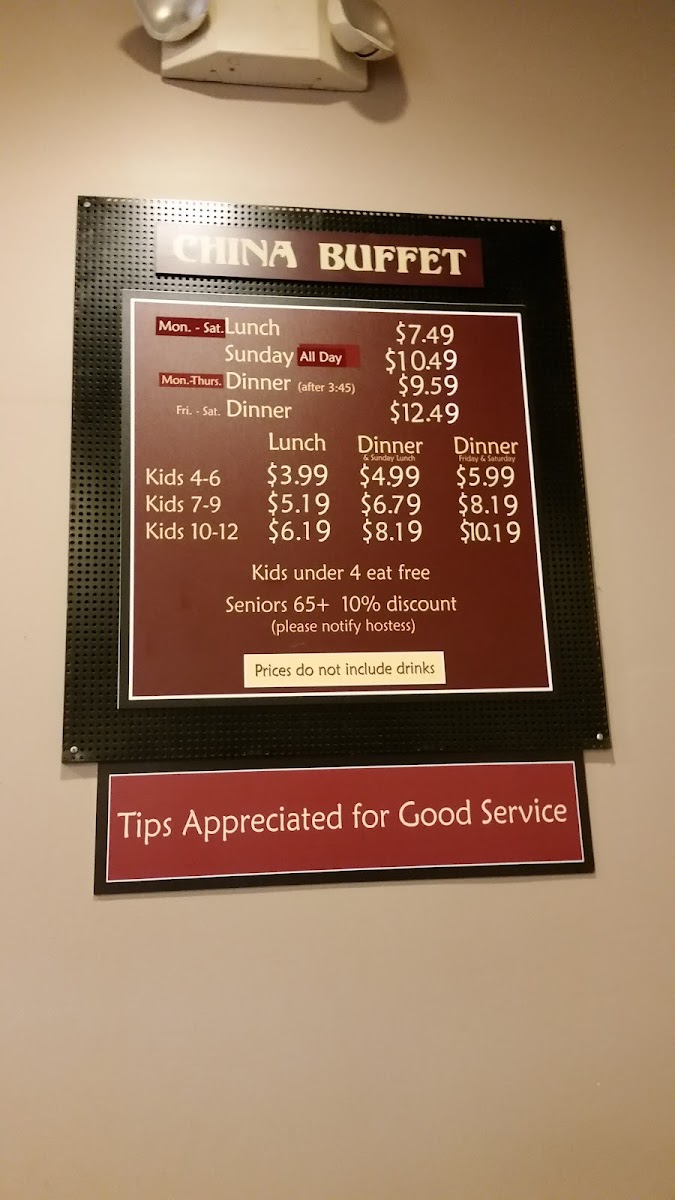 CHINA BUFFET
Mon. - Sat. Lunch $7.49
Sunday All Day $10.49
Mon.-Thurs. Dinner (after 3:45) $9.59
Fri. - Sat. Dinner $12.49
Lunch Dinner Dinner
& Sunday Lunch Friday & Saturday
Kids 4-6 $3.99 $4.99 $5.99
Kids 7-9 $5.19 $6.79 $8.19
Kids 10-12 $6.19 $8.19 $10.19
Kids under 4 eat free
Seniors 65+ 10% discount
(please notify hostess)
Prices do not include drinks
Tips Appreciated for Good Service